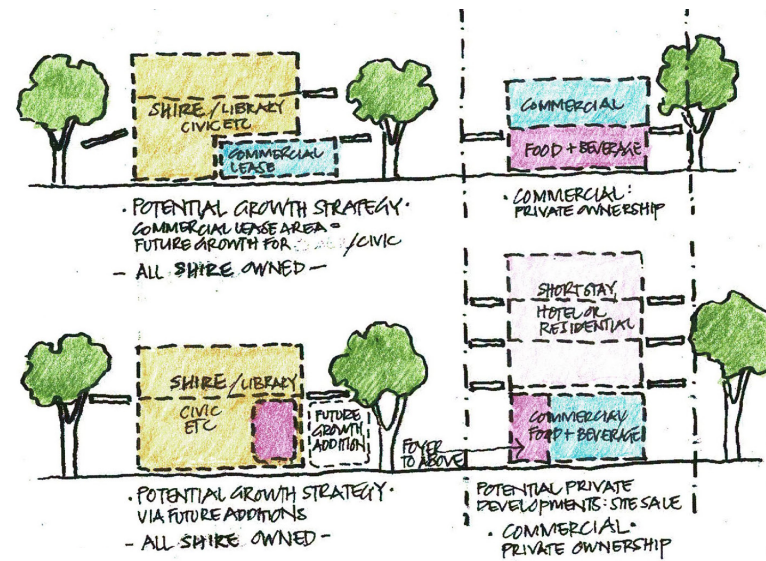 SHIRE / LIBRARY
CIVIC ETC
COMMERCIAL
LEASE
· POTENTIAL GROWTH STRATEGY ·
COMMERCIAL LEASE AREA =
FUTURE GROWTH FOR /CIVIC
- ALL SHIRE OWNED -
COMMERCIAL
FOOD + BEVERAGE
· COMMERCIAL:
PRIVATE OWNERSHIP
SHIRE / LIBRARY
CIVIC
ETC
FUTURE
GROWTH
ADDITION
· POTENTIAL GROWTH STRATEGY ·
VIA FUTURE ADDITIONS
- ALL SHIRE OWNED -
SHORT STAY,
HOTEL OR
RESIDENTIAL
COMMERCIAL
FOOD + BEVERAGE
FOYER
TO ABOVE
POTENTIAL PRIVATE
DEVELOPMENTS: SITE SALE
· COMMERCIAL ·
PRIVATE OWNERSHIP